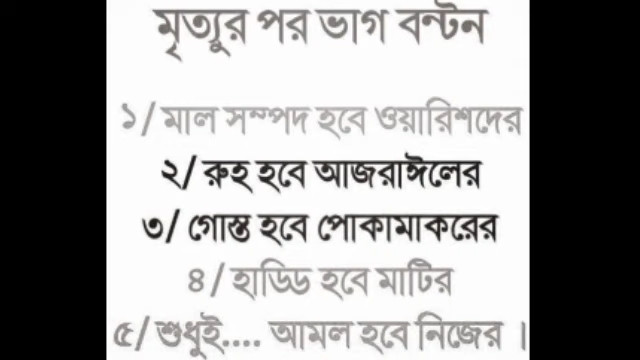 মৃত্যুর পর ভাগ বন্টন
১/ মাল সম্পদ হবে ওয়ারিশদের
২/ রুহ হবে আজরাঈলের
৩/ গোস্ত হবে পোকামাকরের
৪/ হাড্ডি হবে মাটির
৫/ শুধুই.... আমল হবে নিজের ।